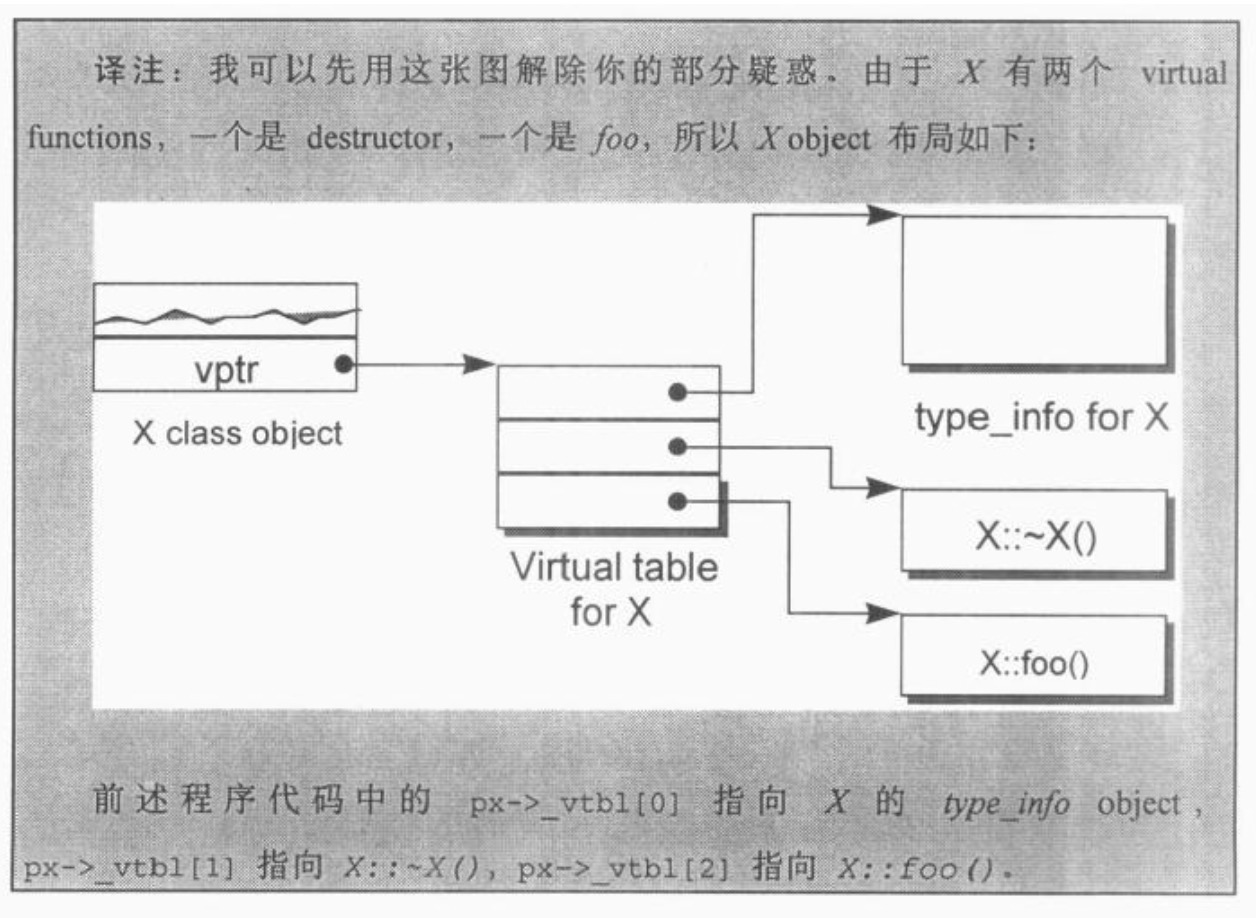 译注：我可以先用这张图解除你的部分疑惑。由于 X 有两个 virtual
functions，一个是 destructor，一个是 foo，所以 X object 布局如下：
vptr
X class object
Virtual table
for X
type_info for X
X::~X()
X::foo()
前述程序代码中的 px->_vtbl[0] 指向 X 的 type_info object，
px->_vtbl[1] 指向 X::~X()，px->_vtbl[2] 指向 X::foo()。